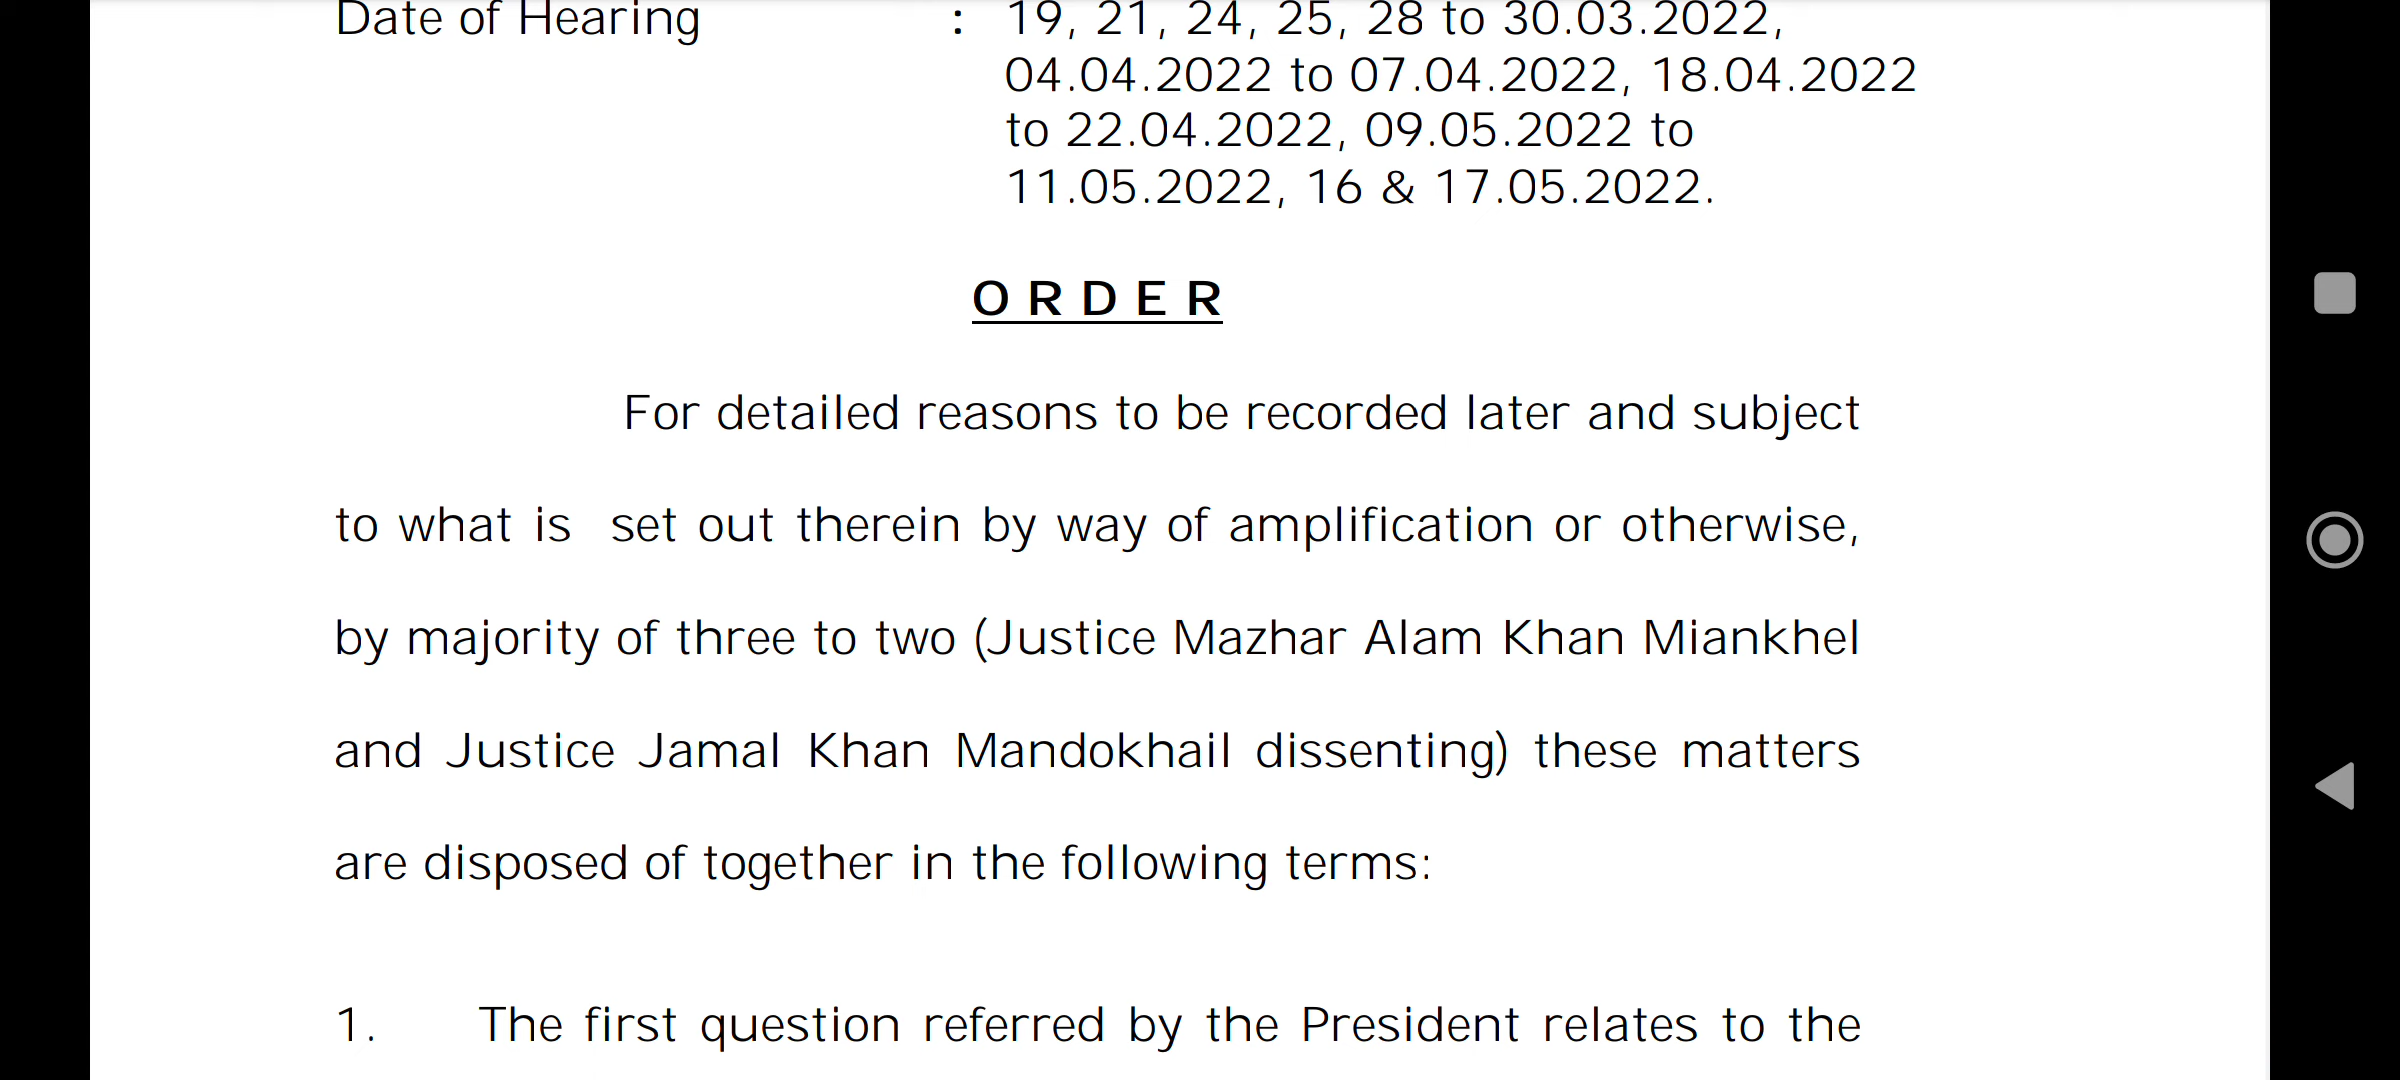 Date of Hearing : 19, 21, 24, 25, 28 to 30.03.2022,
04.04.2022 to 07.04.2022, 18.04.2022
to 22.04.2022, 09.05.2022 to
11.05.2022, 16 & 17.05.2022.
O R D E R
For detailed reasons to be recorded later and subject
to what is set out therein by way of amplification or otherwise,
by majority of three to two (Justice Mazhar Alam Khan Miankhel
and Justice Jamal Khan Mandokhail dissenting) these matters
are disposed of together in the following terms:
1. The first question referred by the President relates to the